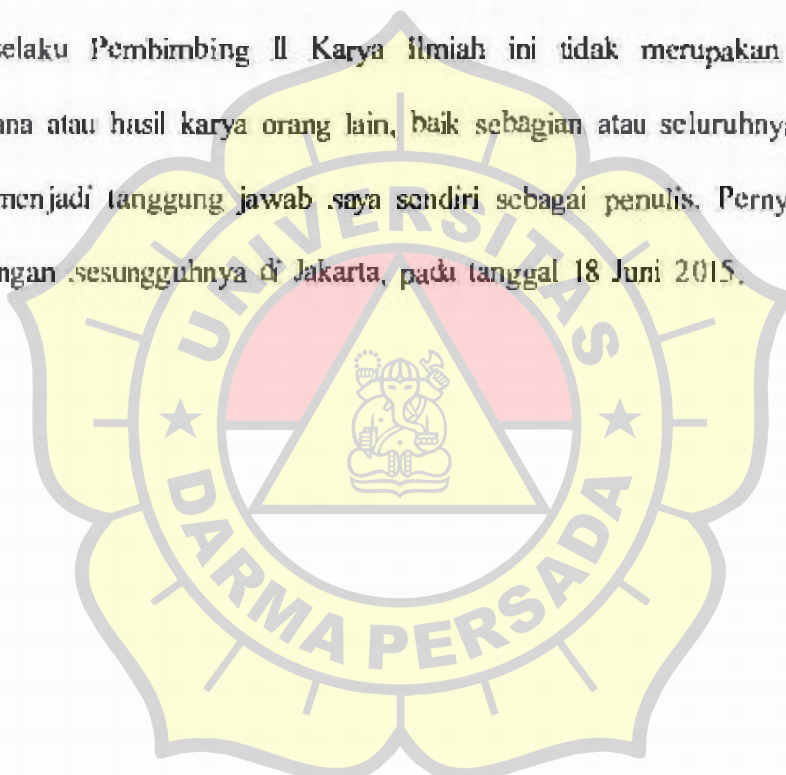 selaku Pembimbing II Karya Ilmiah ini tidak merupakan
ana atau hasil karya orang lain, baik sebagian atau seluruhnya
menjadi tanggung jawab saya sendiri sebagai penulis. Perny
ngan sesungguhnya di Jakarta, pada tanggal 18 Juni 2015.
UNIVERSITAS
DARMA PERSADA